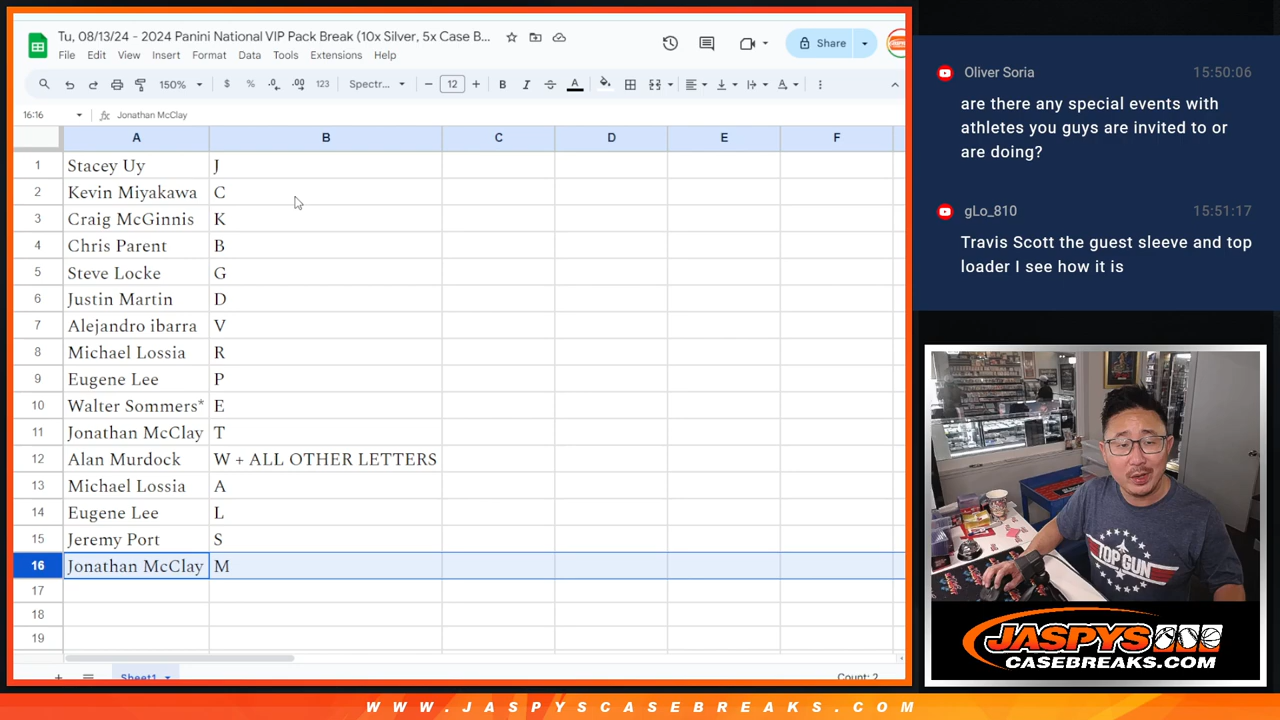 Tu, 08/13/24 - 2024 Panini National VIP Pack Break (10x Silver, 5x Case B...
File Edit View Insert Format Data Tools Extensions Help
Share
150% $ % .0 .00 123 Spectr... 12 B I A
16:16 Jonathan McClay
A B C D E F
1 Stacey Uy J
2 Kevin Miyakawa C
3 Craig McGinnis K
4 Chris Parent B
5 Steve Locke G
6 Justin Martin D
7 Alejandro ibarra V
8 Michael Lossia R
9 Eugene Lee P
10 Walter Sommers* E
11 Jonathan McClay T
12 Alan Murdock W + ALL OTHER LETTERS
13 Michael Lossia A
14 Eugene Lee L
15 Jeremy Port S
16 Jonathan McClay M
17
18
19
Sheet1
Count: 2
Oliver Soria 15:50:06
are there any special events with
athletes you guys are invited to or
are doing?
gLo_810 15:51:17
Travis Scott the guest sleeve and top
loader I see how it is
TOP GUN
JASPYS
CASEBREAKS.COM
WWW.JASPYSCASEBREAKS.COM